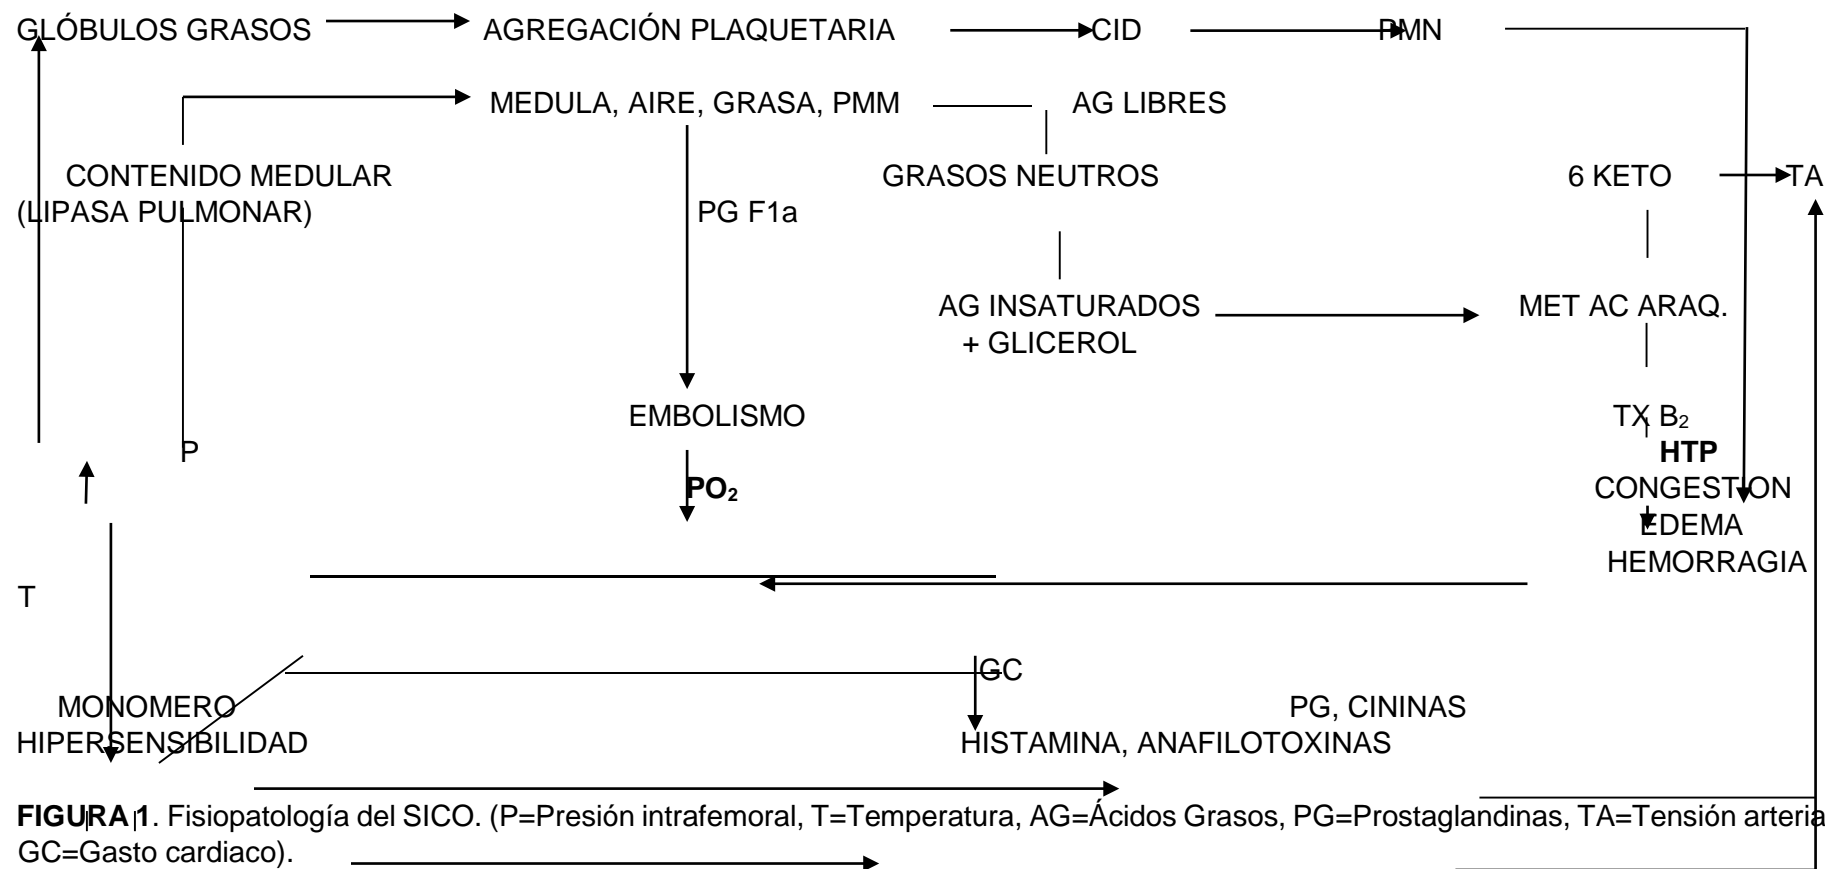 GLÓBULOS GRASOS AGREGACIÓN PLAQUETARIA CID PMN
MEDULA, AIRE, GRASA, PMM AG LIBRES
CONTENIDO MEDULAR GRASOS NEUTROS 6 KETO TA
(LIPASA PULMONAR) PG F1a
AG INSATURADOS MET AC ARAQ.
+ GLICEROL
EMBOLISMO TX B₂
P HTP
PO₂ CONGESTION
EDEMA
HEMORRAGIA
T
GC
MONOMERO PG, CININAS
HIPERSENSIBILIDAD HISTAMINA, ANAFILOTOXINAS
FIGURA 1. Fisiopatología del SICO. (P=Presión intrafemoral, T=Temperatura, AG=Ácidos Grasos, PG=Prostaglandinas, TA=Tensión arteria
GC=Gasto cardiaco).